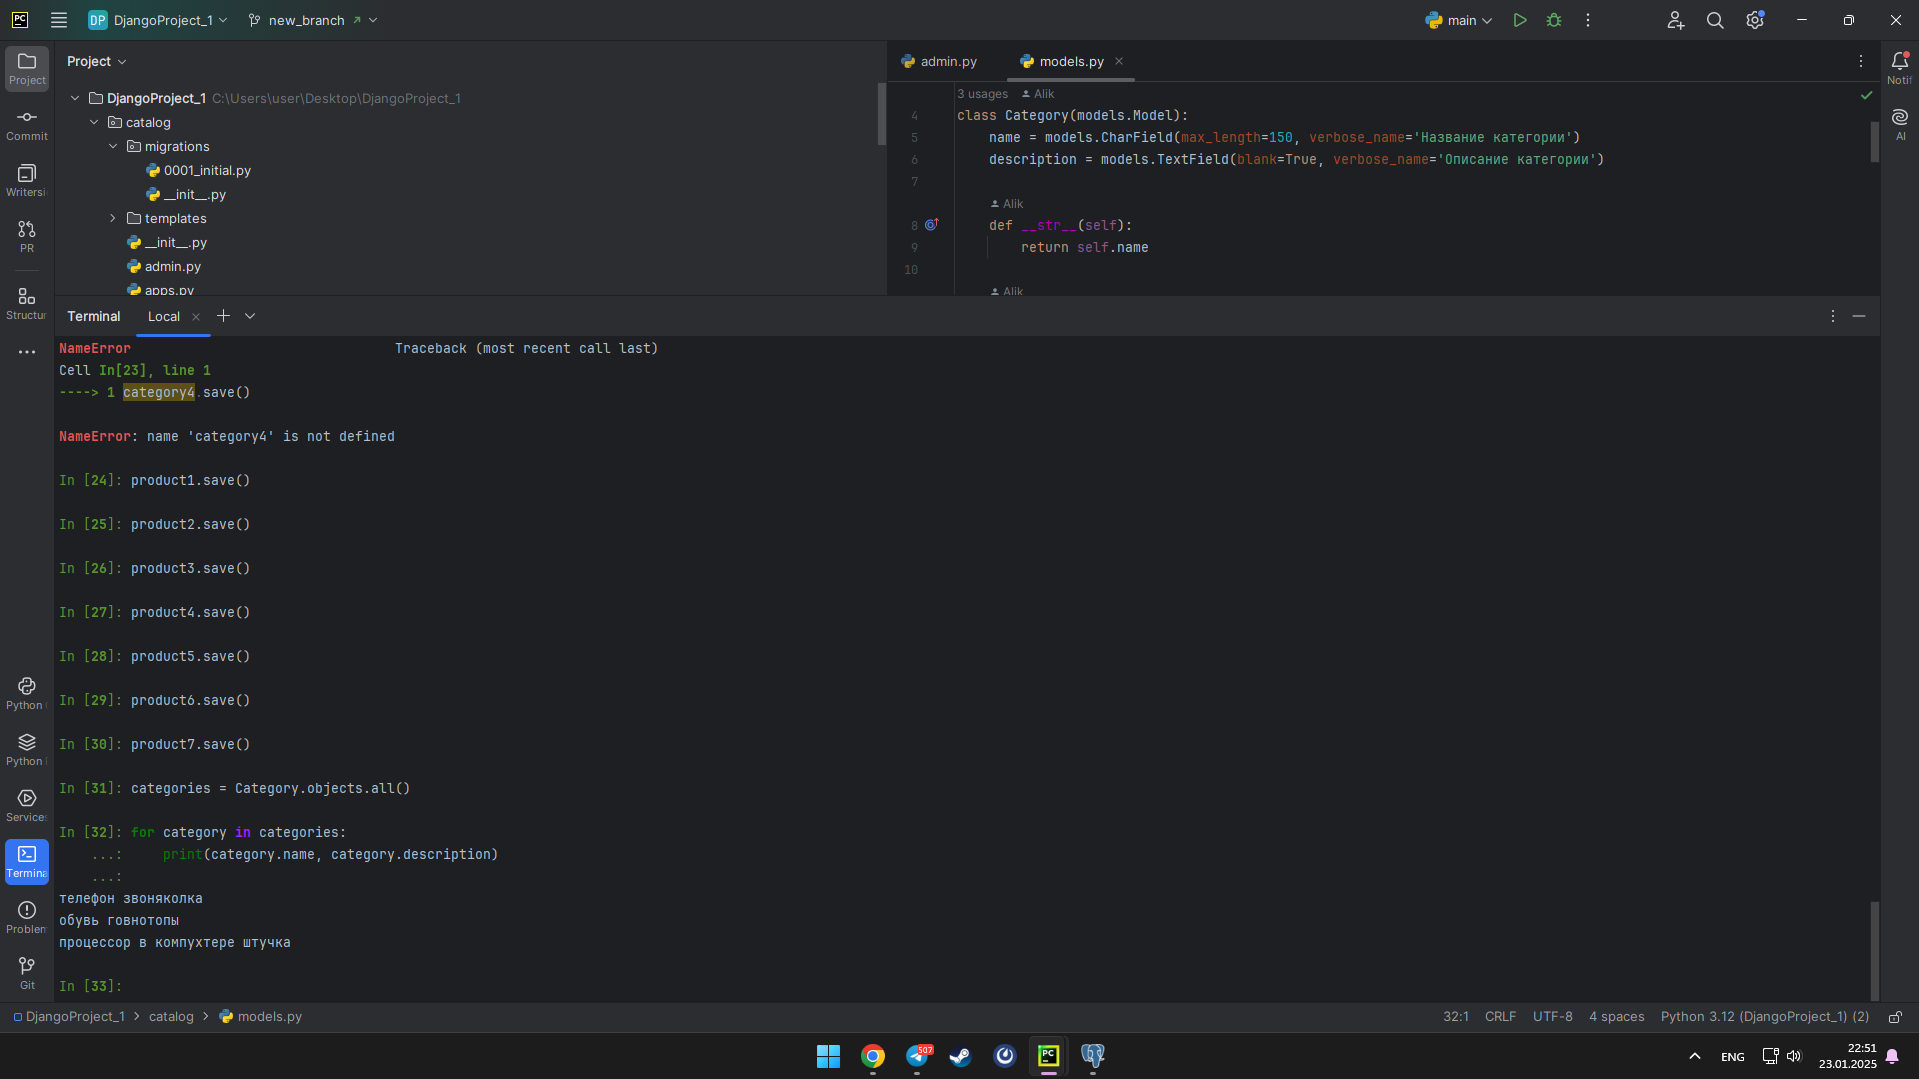 PC DP DjangoProject_1 new_branch main
Project
Commit
Writersi
PR
Structur
Python
Python
Services
Termina
Problem
Git
Project
DjangoProject_1 C:\Users\user\Desktop\DjangoProject_1
catalog
migrations
0001_initial.py
__init__.py
templates
__init__.py
admin.py
apps.py
admin.py models.py
3 usages Alik
4 class Category(models.Model):
5 name = models.CharField(max_length=150, verbose_name='Название категории')
6 description = models.TextField(blank=True, verbose_name='Описание категории')
7
Alik
8 def __str__(self):
9 return self.name
10
Alik
Notif
AI
Terminal Local
NameError Traceback (most recent call last)
Cell In[23], line 1
----> 1 category4.save()
NameError: name 'category4' is not defined
In [24]: product1.save()
In [25]: product2.save()
In [26]: product3.save()
In [27]: product4.save()
In [28]: product5.save()
In [29]: product6.save()
In [30]: product7.save()
In [31]: categories = Category.objects.all()
In [32]: for category in categories:
...: print(category.name, category.description)
...:
телефон звоняколка
обувь говнотопы
процессор в компухтере штучка
In [33]:
DjangoProject_1 catalog models.py
32:1 CRLF UTF-8 4 spaces Python 3.12 (DjangoProject_1) (2)
507
PC
ENG
22:51
23.01.2025